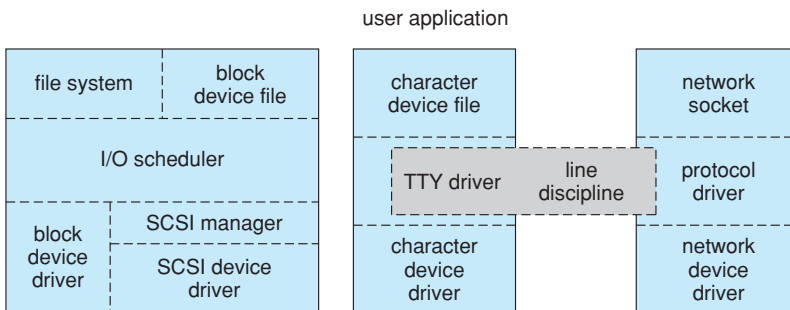 user application
file system
block
device file
I/O scheduler
block
device
driver
SCSI manager
SCSI device
driver
character
device file
TTY driver
line
discipline
character
device
driver
network
socket
protocol
driver
network
device
driver